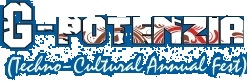 G-POTENZIA
(Techno-Cultural Annual Fest)